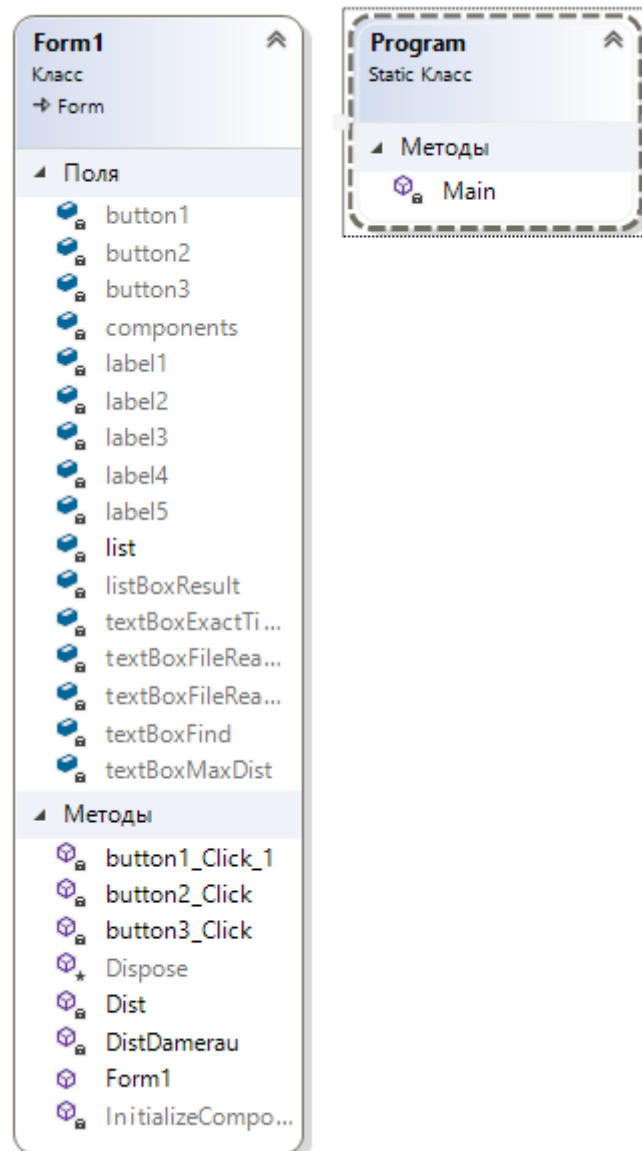 Form1
Класс
Form
Поля
button1
button2
button3
components
label1
label2
label3
label4
label5
list
listBoxResult
textBoxExactTi...
textBoxFileRea...
textBoxFileRea...
textBoxFind
textBoxMaxDist
Методы
button1_Click_1
button2_Click
button3_Click
Dispose
Dist
DistDamerau
Form1
InitializeCompo...
Program
Static Класс
Методы
Main